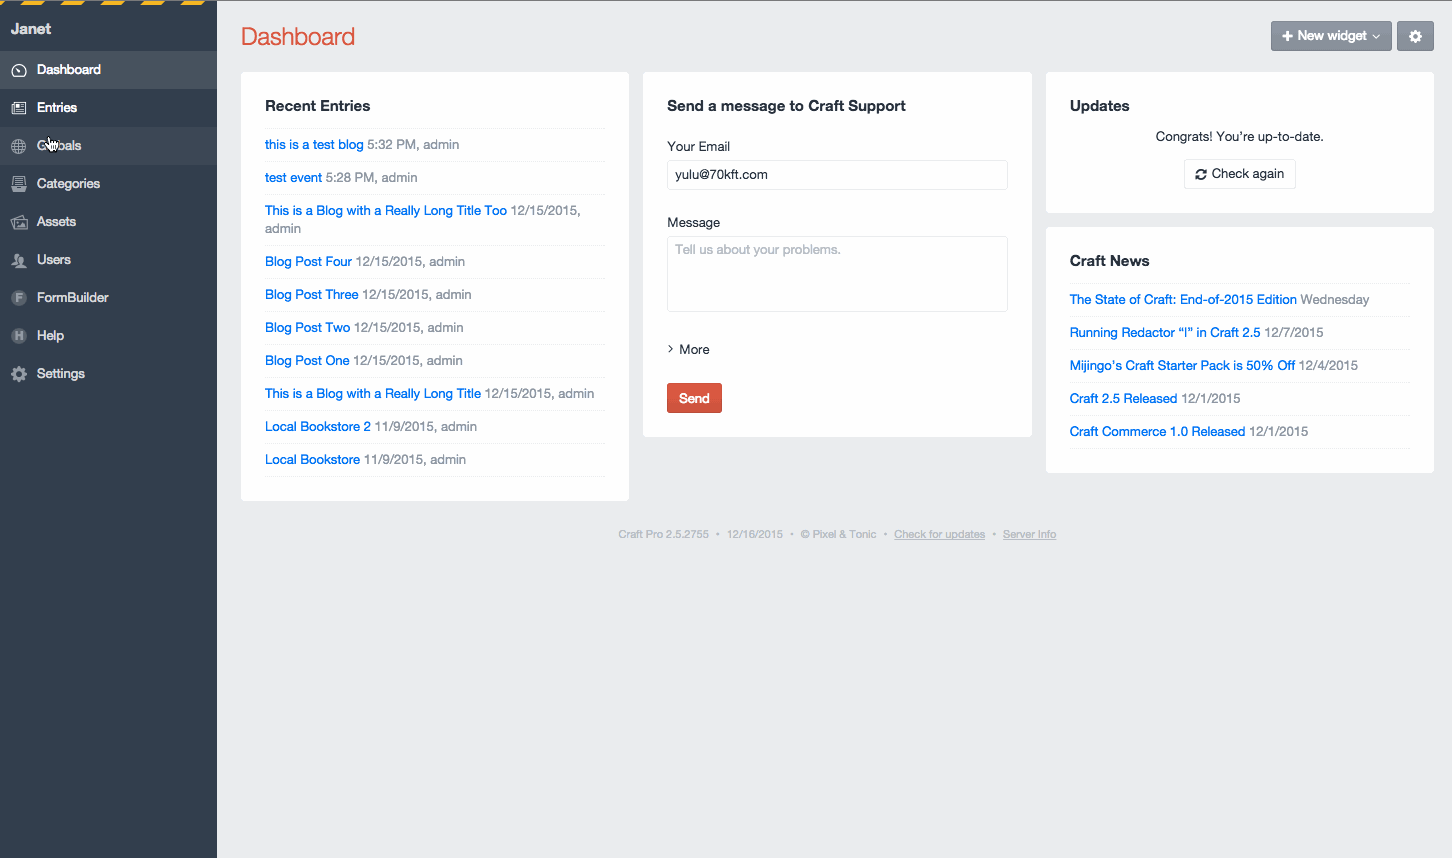 Janet
Dashboard
Entries
Globals
Categories
Assets
Users
F FormBuilder
H Help
Settings
Dashboard
New widget
Recent Entries
this is a test blog 5:32 PM, admin
test event 5:28 PM, admin
This is a Blog with a Really Long Title Too 12/15/2015,
admin
Blog Post Four 12/15/2015, admin
Blog Post Three 12/15/2015, admin
Blog Post Two 12/15/2015, admin
Blog Post One 12/15/2015, admin
This is a Blog with a Really Long Title 12/15/2015, admin
Local Bookstore 2 11/9/2015, admin
Local Bookstore 11/9/2015, admin
Send a message to Craft Support
Your Email
yulu@70kft.com
Message
Tell us about your problems.
More
Send
Updates
Congrats! You’re up-to-date.
Check again
Craft News
The State of Craft: End-of-2015 Edition Wednesday
Running Redactor “I” in Craft 2.5 12/7/2015
Mijingo’s Craft Starter Pack is 50% Off 12/4/2015
Craft 2.5 Released 12/1/2015
Craft Commerce 1.0 Released 12/1/2015
Craft Pro 2.5.2755 • 12/16/2015 • © Pixel & Tonic • Check for updates • Server Info